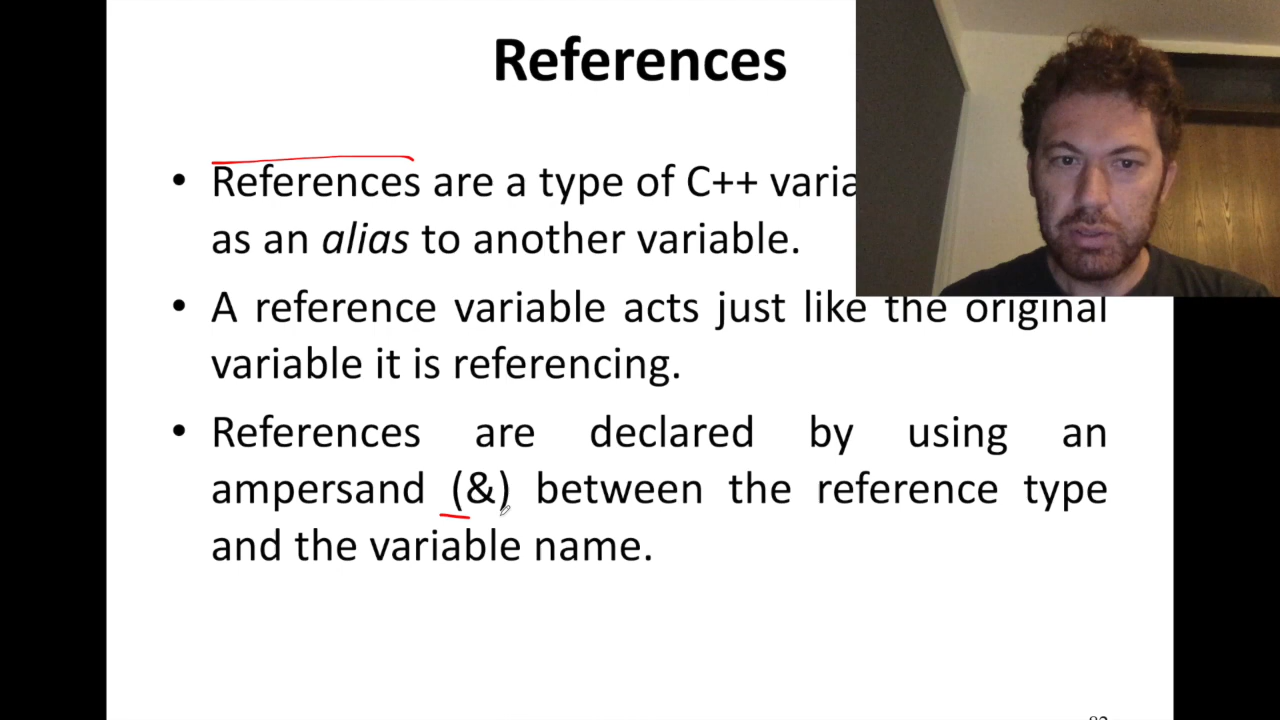 References
• References are a type of C++ varia
as an alias to another variable.
• A reference variable acts just like the original
variable it is referencing.
• References are declared by using an
ampersand (&) between the reference type
and the variable name.